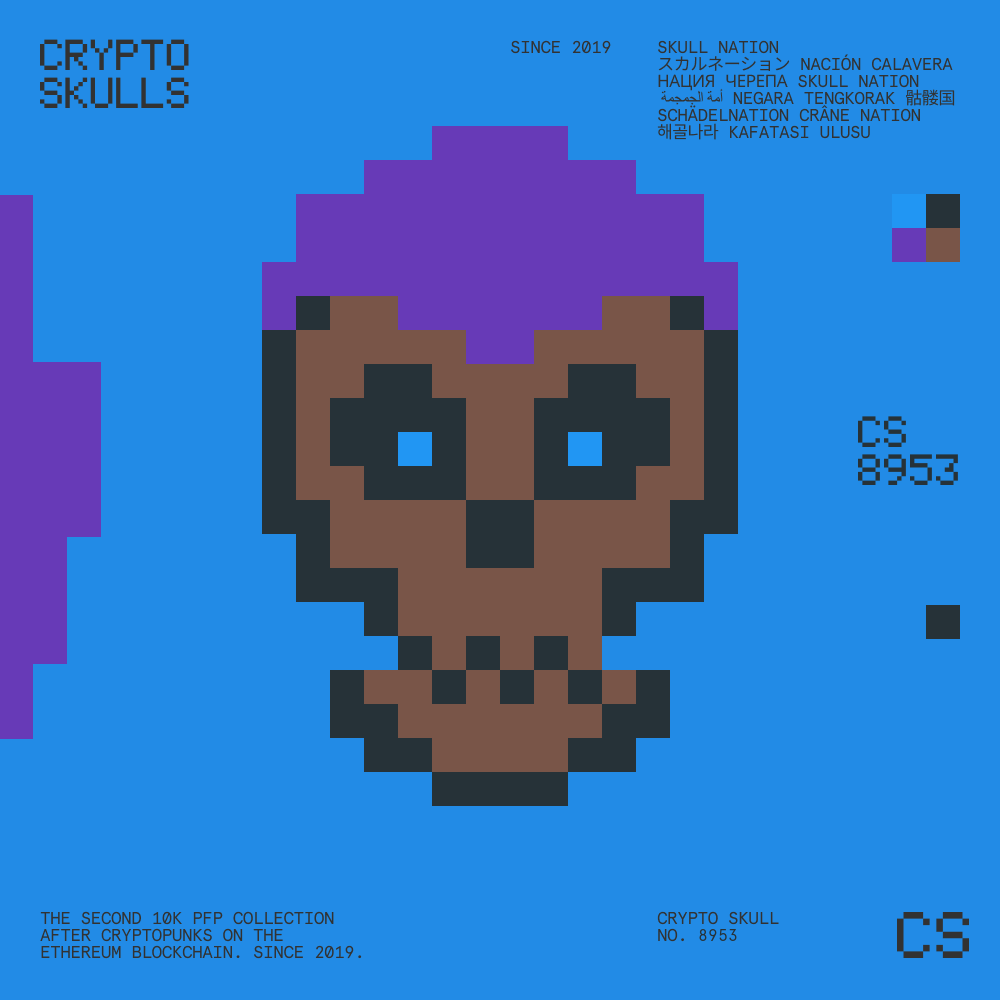 CRYPTO
SKULLS
SINCE 2019
SKULL NATION
スカルネーション NACIÓN CALAVERA
НАЦИЯ ЧЕРЕПА SKULL NATION
أمة الجمجمة NEGARA TENGKORAK 骷髅国
SCHÄDELNATION CRÂNE NATION
해골나라 KAFATASI ULUSU
CS
8953
THE SECOND 10K PFP COLLECTION
AFTER CRYPTOPUNKS ON THE
ETHEREUM BLOCKCHAIN. SINCE 2019.
CRYPTO SKULL
NO. 8953
CS